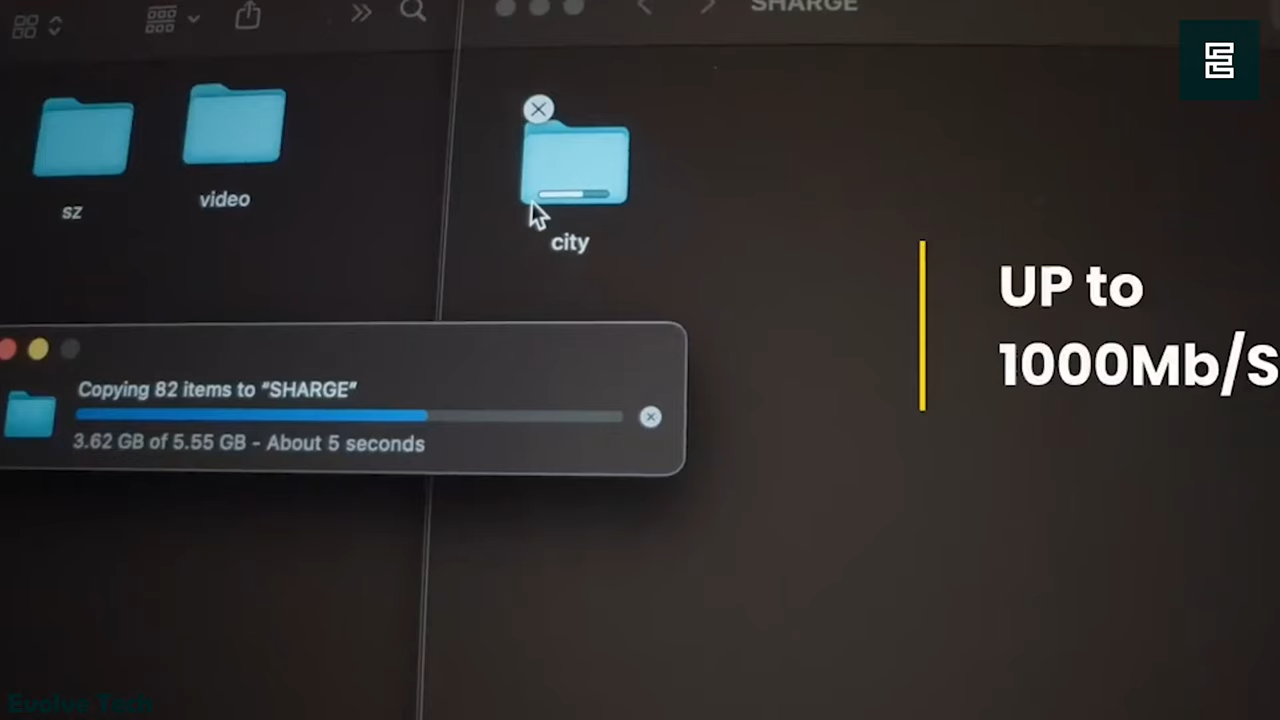 SHARGE
sz
video
city
Copying 82 items to “SHARGE”
3.62 GB of 5.55 GB - About 5 seconds
UP to
1000Mb/S
Evolve Tech